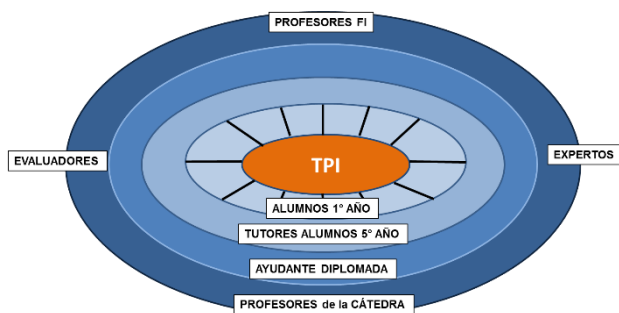 PROFESORES FI
EVALUADORES
EXPERTOS
TPI
ALUMNOS 1° AÑO
TUTORES ALUMNOS 5° AÑO
AYUDANTE DIPLOMADA
PROFESORES de la CÁTEDRA